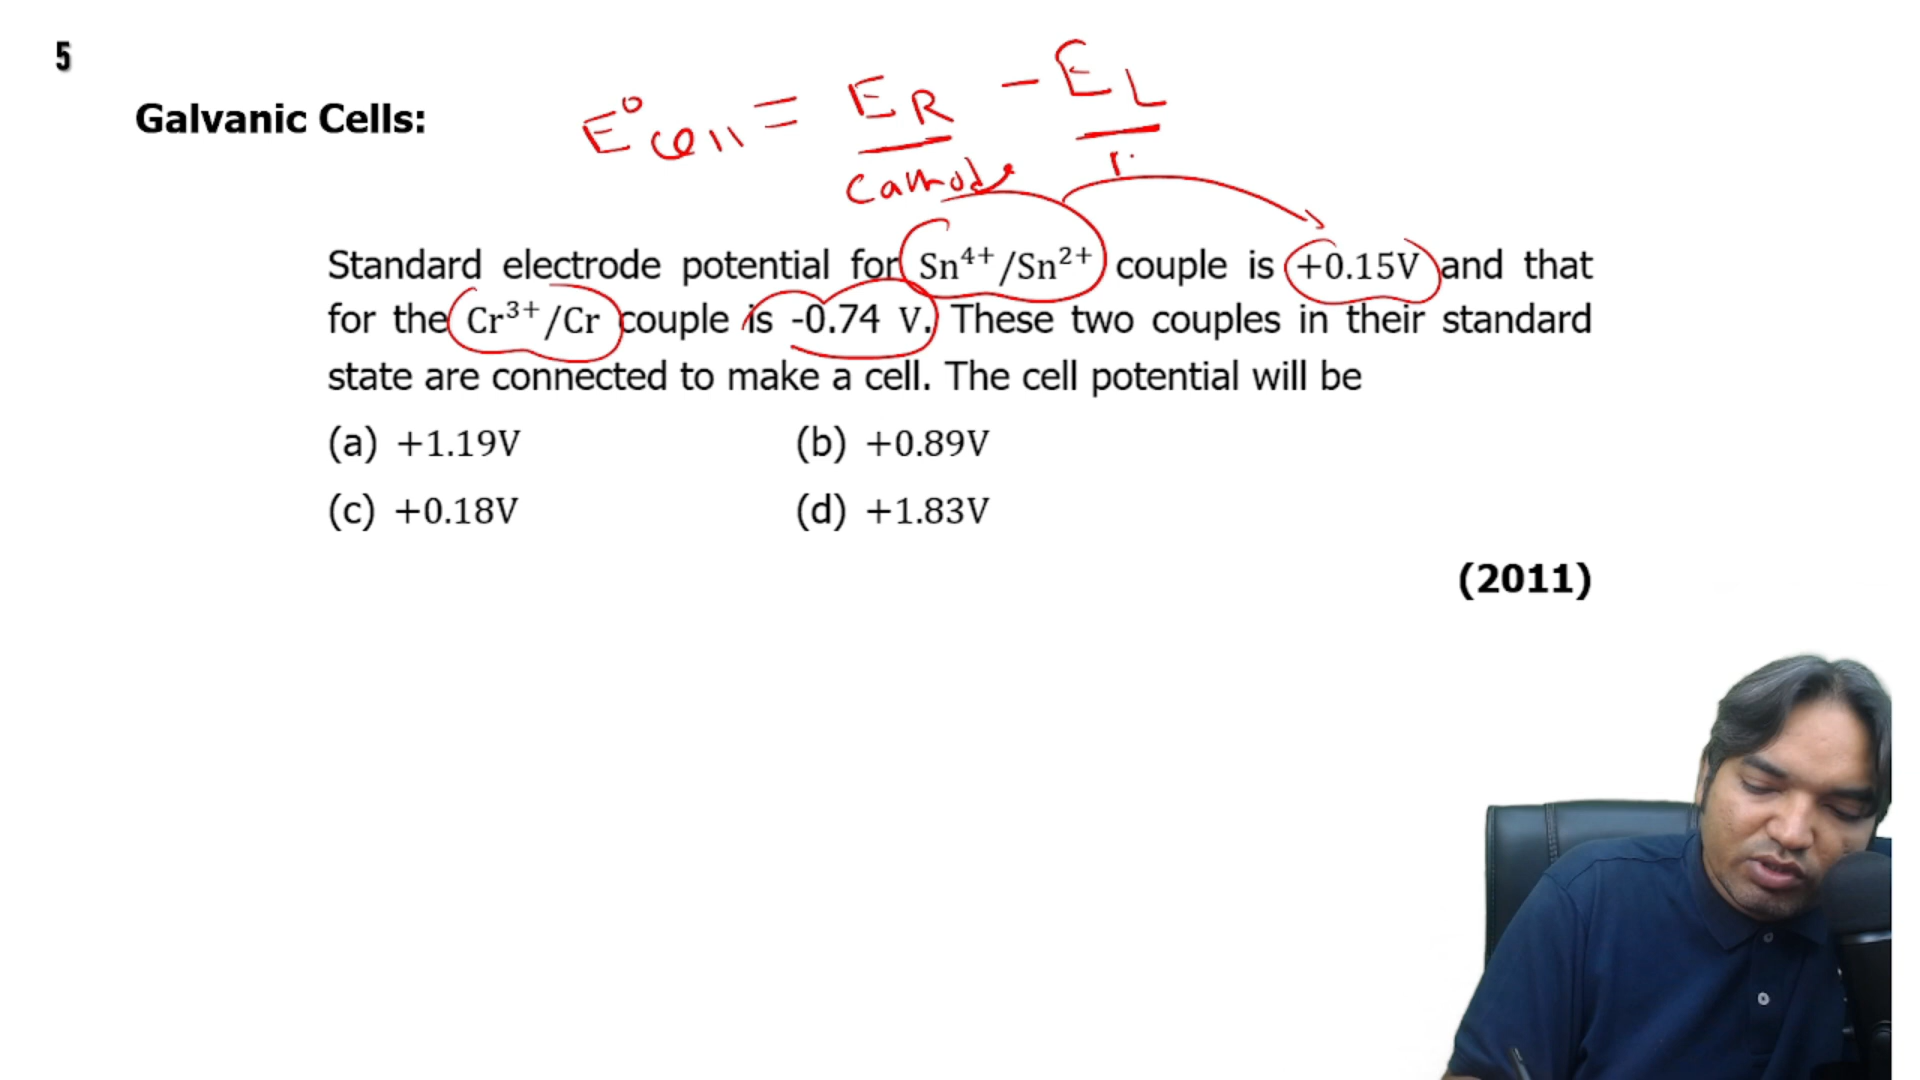 5
Galvanic Cells:
E°cell = E_R − E_L
Cathode
Standard electrode potential for Sn⁴⁺/Sn²⁺ couple is +0.15V and that
for the Cr³⁺/Cr couple is -0.74 V. These two couples in their standard
state are connected to make a cell. The cell potential will be
(a) +1.19V (b) +0.89V
(c) +0.18V (d) +1.83V
(2011)